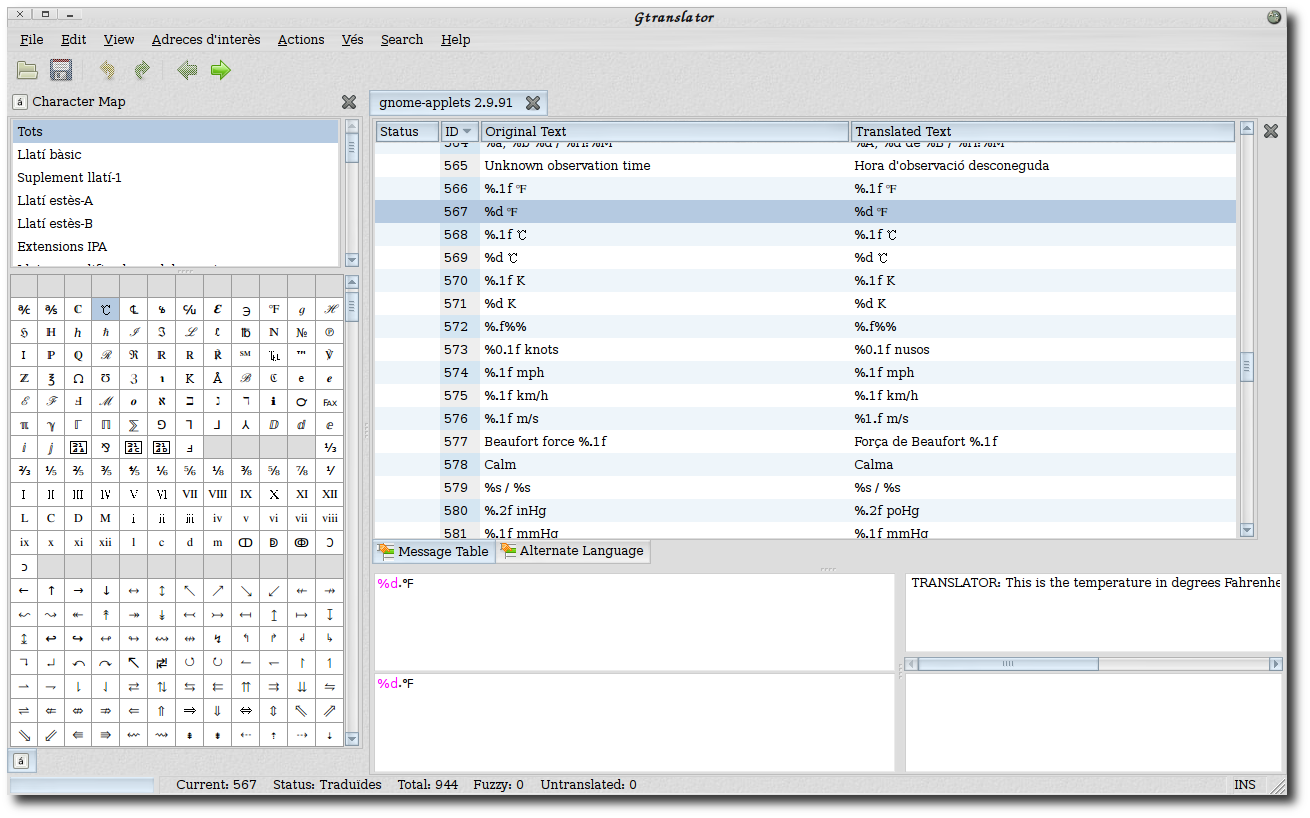 Gtranslator
File Edit View Adreces d'interès Actions Vés Search Help
á Character Map
Tots
Llatí bàsic
Suplement llatí-1
Llatí estès-A
Llatí estès-B
Extensions IPA
℀ ℁ ℂ ℃ ℄ ℅ ℆ ℇ ℈ ℉ ℊ ℋ
ℌ ℍ ℎ ℏ ℐ ℑ ℒ ℓ ℔ ℕ № ℗
ℙ ℚ ℛ ℜ ℝ ℠ ℡ ™
ℤ ℥ Ω ℧ ℨ ℩ K Å ℬ ℭ ℮ ℯ
ℰ ℱ Ⅎ ℳ ℴ ℵ ℶ ℷ ℸ ℹ ℺ ℻
⅓
⅔ ⅕ ⅖ ⅗ ⅘ ⅙ ⅚ ⅛ ⅜ ⅝ ⅞ ⅟
Ⅰ Ⅱ Ⅲ Ⅳ Ⅴ Ⅵ Ⅶ Ⅷ Ⅸ Ⅹ Ⅺ Ⅻ
Ⅼ Ⅽ Ⅾ Ⅿ ⅰ ⅱ ⅲ ⅳ ⅴ ⅵ ⅶ ⅷ
ⅸ ⅹ ⅺ ⅻ ⅼ ⅽ ⅾ ⅿ ↀ ↁ ↂ Ↄ
ↄ
← ↑ → ↓ ↔ ↕ ↖ ↗ ↘ ↙ ↚ ↛
á
gnome-applets 2.9.91
Status ID Original Text Translated Text
565 Unknown observation time Hora d'observació desconeguda
566 %.1f ℉ %.1f ℉
567 %d ℉ %d ℉
568 %.1f ℃ %.1f ℃
569 %d ℃ %d ℃
570 %.1f K %.1f K
571 %d K %d K
572 %.f%% %.f%%
573 %0.1f knots %0.1f nusos
574 %.1f mph %.1f mph
575 %.1f km/h %.1f km/h
576 %.1f m/s %1.f m/s
577 Beaufort force %.1f Força de Beaufort %.1f
578 Calm Calma
579 %s / %s %s / %s
580 %.2f inHg %.2f poHg
581 %.1f mmHg %.1f mmHg
Message Table Alternate Language
%d·℉
TRANSLATOR: This is the temperature in degrees Fahrenhe
%d·℉
Current: 567 Status: Traduïdes Total: 944 Fuzzy: 0 Untranslated: 0 INS